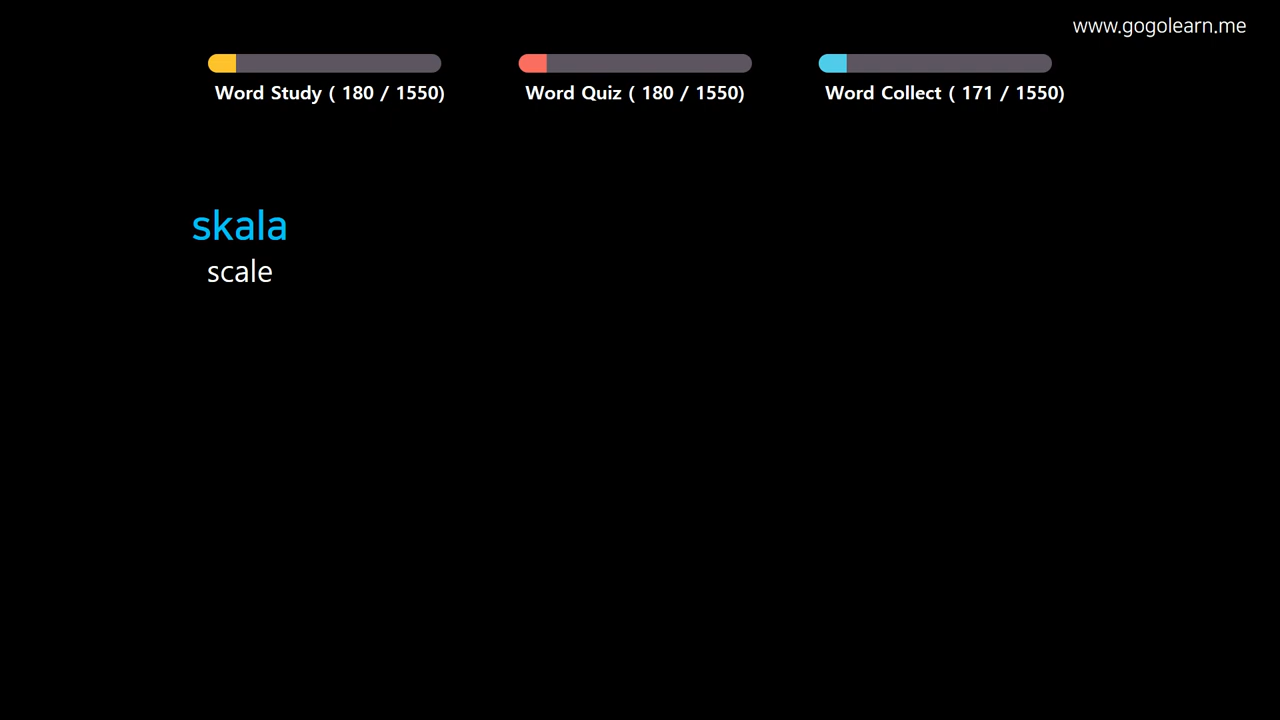 www.gogolearn.me
Word Study ( 180 / 1550)
Word Quiz ( 180 / 1550)
Word Collect ( 171 / 1550)
skala
scale